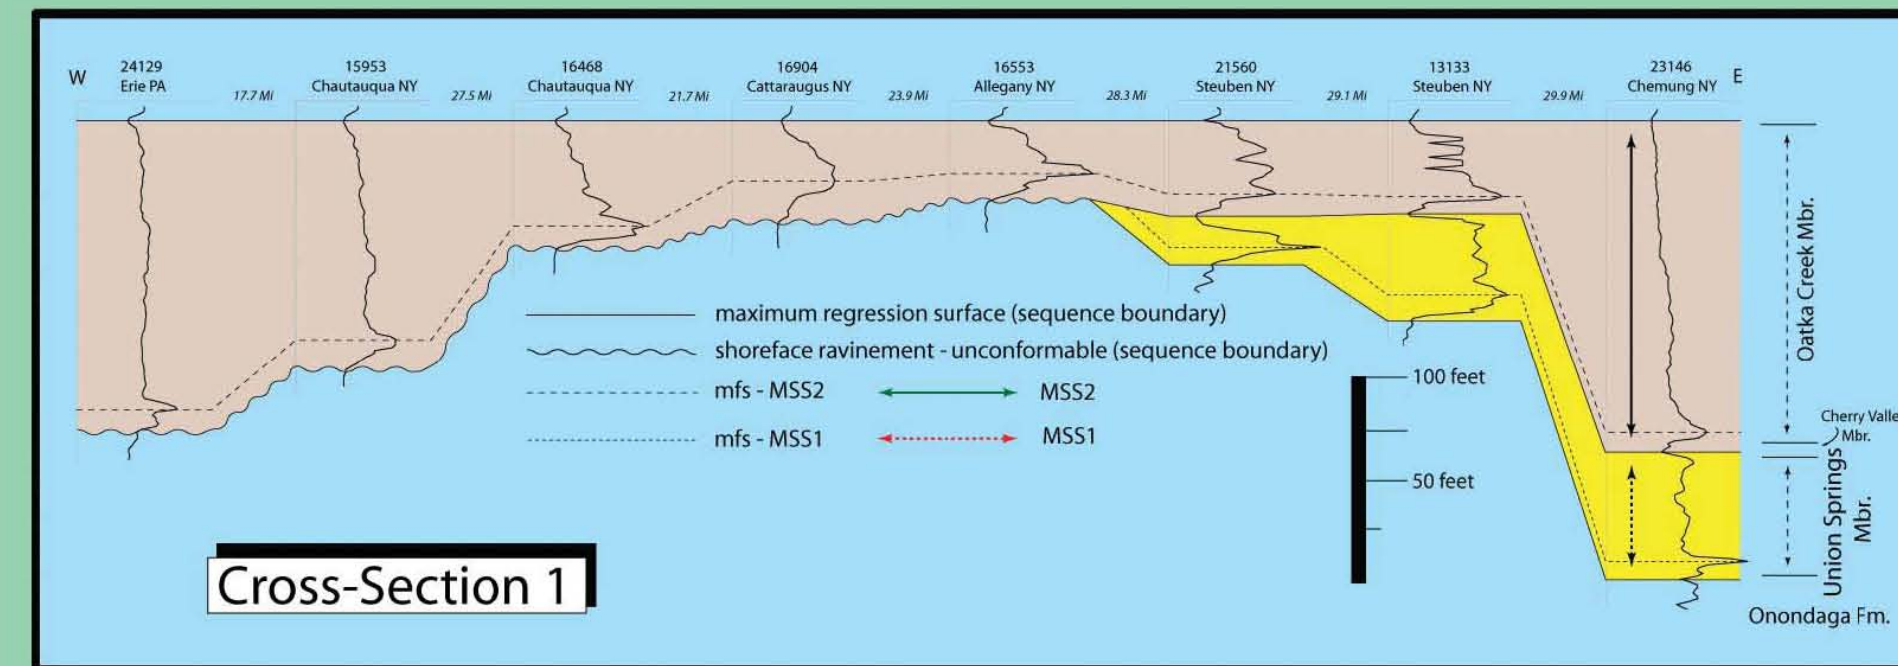 W
24129
Erie PA
17.7 Mi
15953
Chautauqua NY
27.5 Mi
16468
Chautauqua NY
21.7 Mi
16904
Cattaraugus NY
23.9 Mi
16553
Allegany NY
28.3 Mi
21560
Steuben NY
29.1 Mi
13133
Steuben NY
29.9 Mi
23146
Chemung NY
E
maximum regression surface (sequence boundary)
shoreface ravinement - unconformable (sequence boundary)
mfs - MSS2
MSS2
mfs - MSS1
MSS1
100 feet
50 feet
Oatka Creek Mbr.
Cherry Valle
Mbr.
Union Springs
Mbr.
Onondaga Fm.
Cross-Section 1